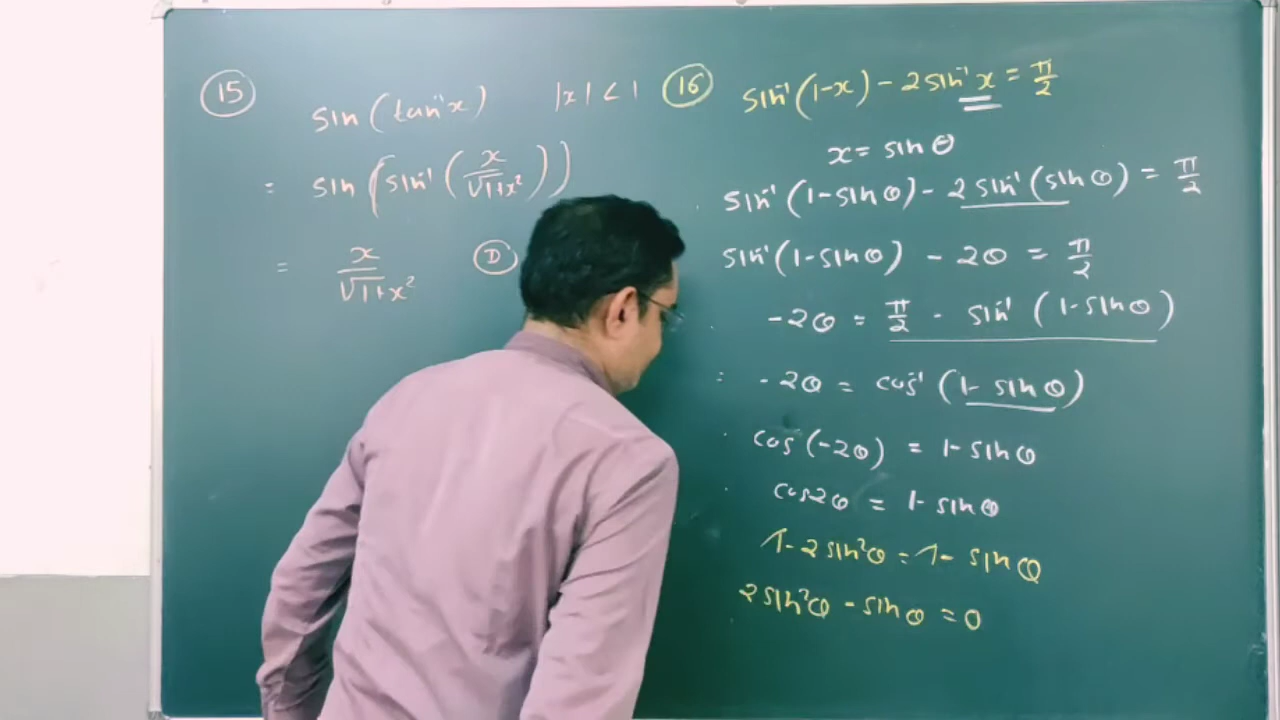 15
sin(tan⁻¹x) |x| < 1
= sin(sin⁻¹(x/√1+x²))
= x/√1+x² D
16 sin⁻¹(1-x) - 2sin⁻¹x = π/2
x = sin θ
sin⁻¹(1-sinθ) - 2sin⁻¹(sinθ) = π/2
sin⁻¹(1-sinθ) - 2θ = π/2
-2θ = π/2 - sin⁻¹(1-sinθ)
: -2θ = cos⁻¹(1-sinθ)
cos(-2θ) = 1-sinθ
cos2θ = 1-sinθ
1-2sin²θ = 1-sinθ
2sin²θ - sinθ = 0